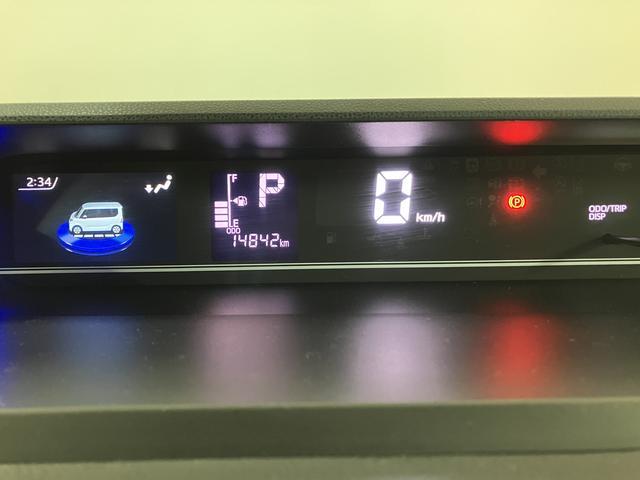 2:34
F
P
E
ODO
14842km
0 km/h
(P)
ODO/TRIP
DISP